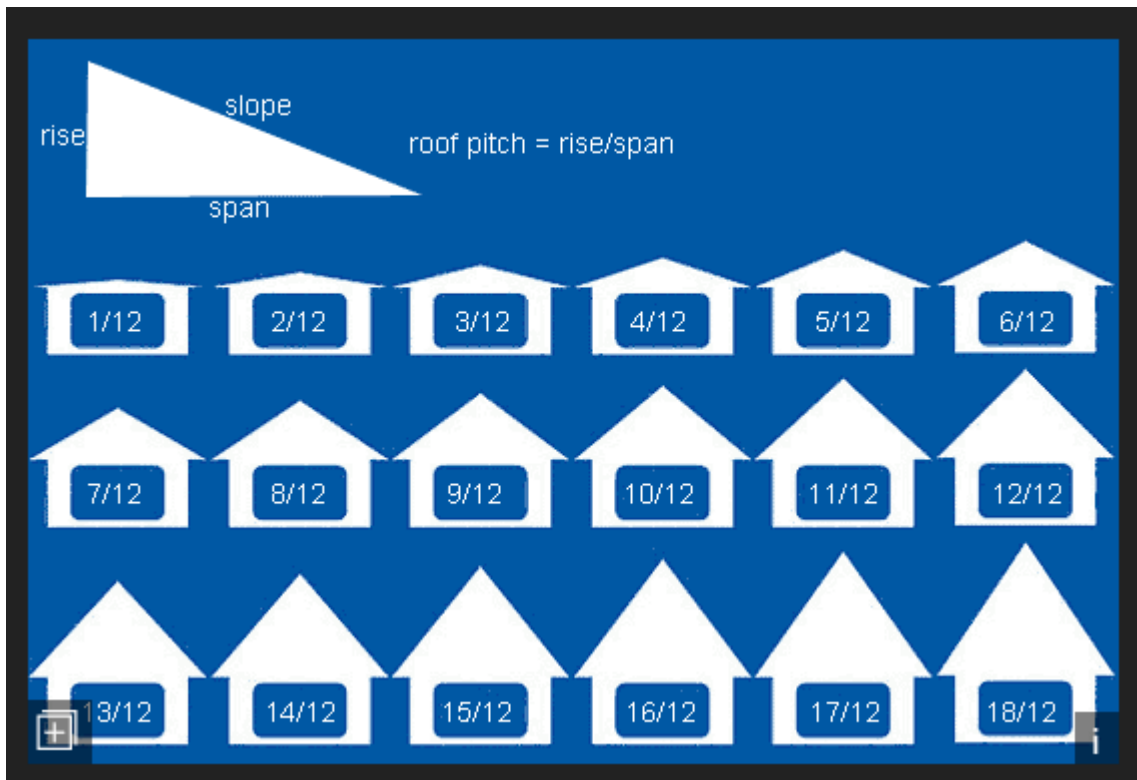 slope
rise
roof pitch = rise/span
span
1/12 2/12 3/12 4/12 5/12 6/12
7/12 8/12 9/12 10/12 11/12 12/12
13/12 14/12 15/12 16/12 17/12 18/12
i